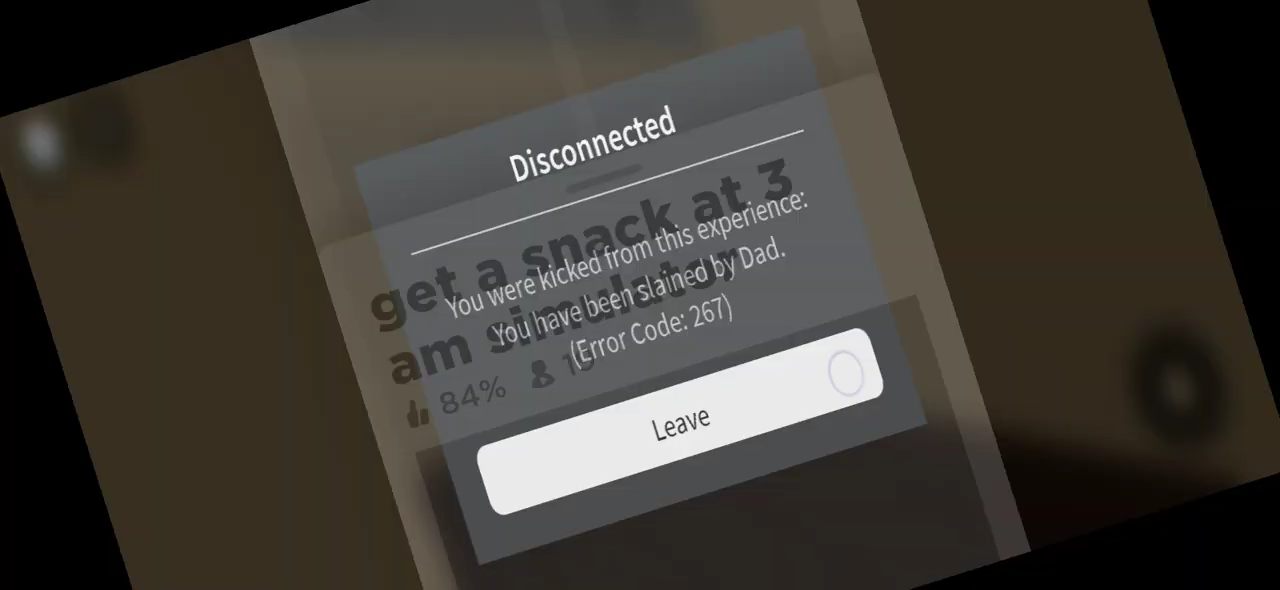 Disconnected
get a snack at 3
am simulator
You were kicked from this experience:
You have been slained by Dad.
(Error Code: 267)
84%
Leave